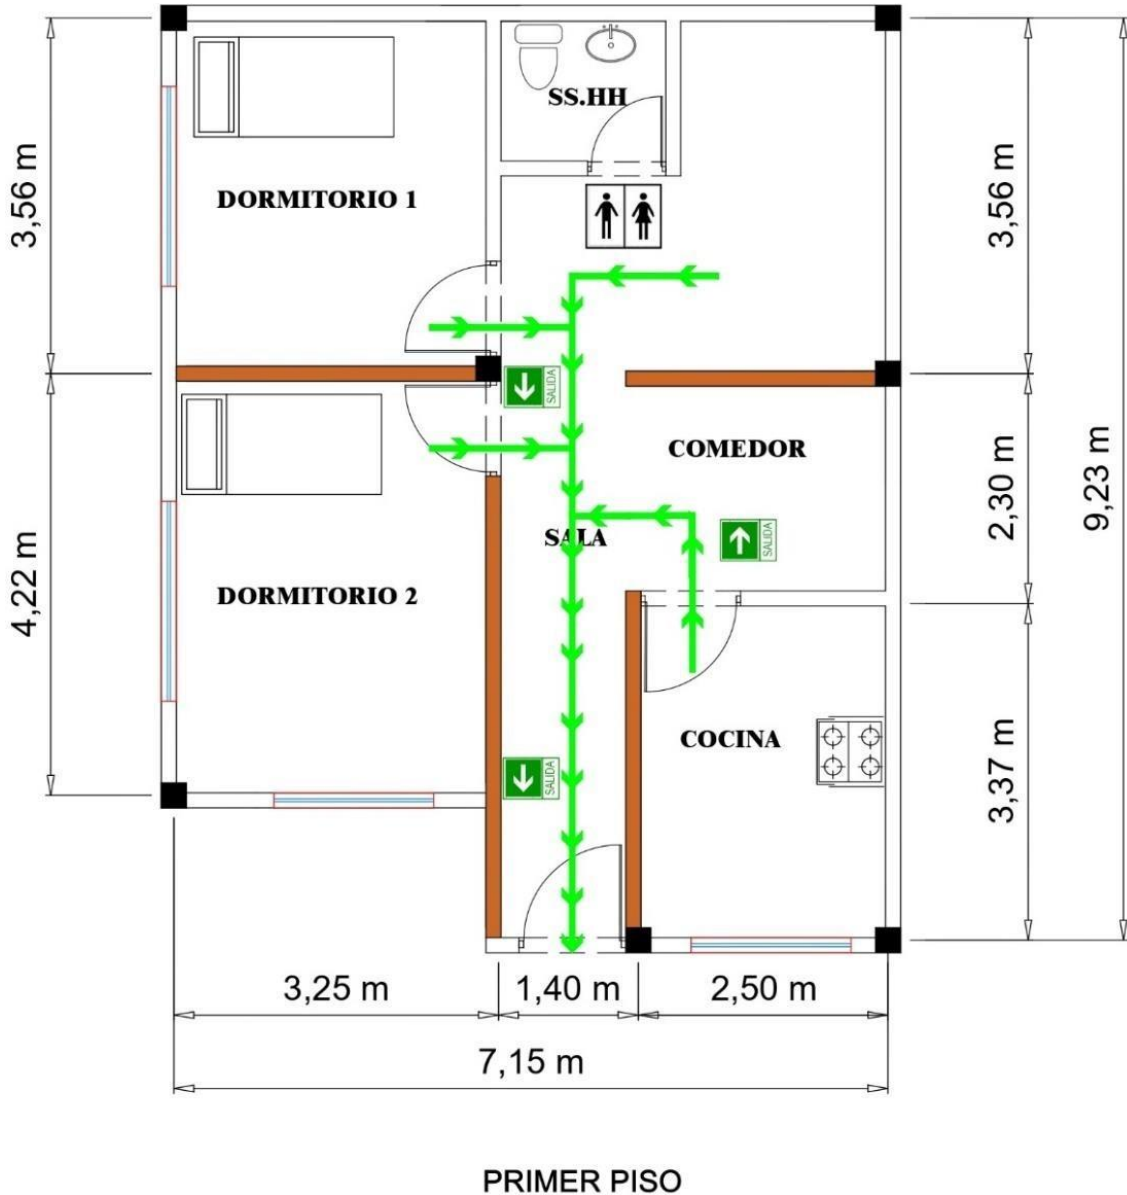 SS.HH
DORMITORIO 1
3,56 m
3,56 m
SALIDA
COMEDOR
9,23 m
2,30 m
SALA
SALIDA
4,22 m
DORMITORIO 2
COCINA
3,37 m
SALIDA
3,25 m
1,40 m
2,50 m
7,15 m
PRIMER PISO